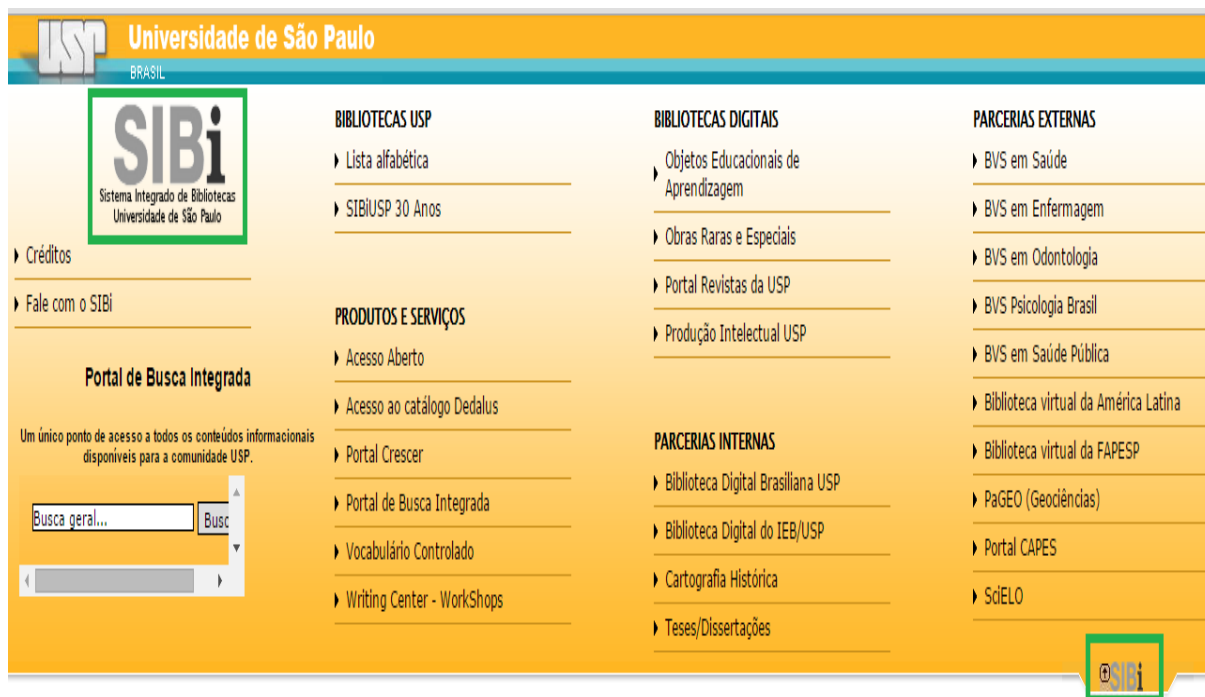 USP Universidade de São Paulo
BRASIL
SIBi
Sistema Integrado de Bibliotecas
Universidade de São Paulo
Créditos
Fale com o SIBi
Portal de Busca Integrada
Um único ponto de acesso a todos os conteúdos informacionais
disponíveis para a comunidade USP.
Busca geral...
Busc
BIBLIOTECAS USP
Lista alfabética
SIBiUSP 30 Anos
PRODUTOS E SERVIÇOS
Acesso Aberto
Acesso ao catálogo Dedalus
Portal Crescer
Portal de Busca Integrada
Vocabulário Controlado
Writing Center - WorkShops
BIBLIOTECAS DIGITAIS
Objetos Educacionais de
Aprendizagem
Obras Raras e Especiais
Portal Revistas da USP
Produção Intelectual USP
PARCERIAS INTERNAS
Biblioteca Digital Brasiliana USP
Biblioteca Digital do IEB/USP
Cartografia Histórica
Teses/Dissertações
PARCERIAS EXTERNAS
BVS em Saúde
BVS em Enfermagem
BVS em Odontologia
BVS Psicologia Brasil
BVS em Saúde Pública
Biblioteca virtual da América Latina
Biblioteca virtual da FAPESP
PaGEO (Geociências)
Portal CAPES
SciELO
SIBi